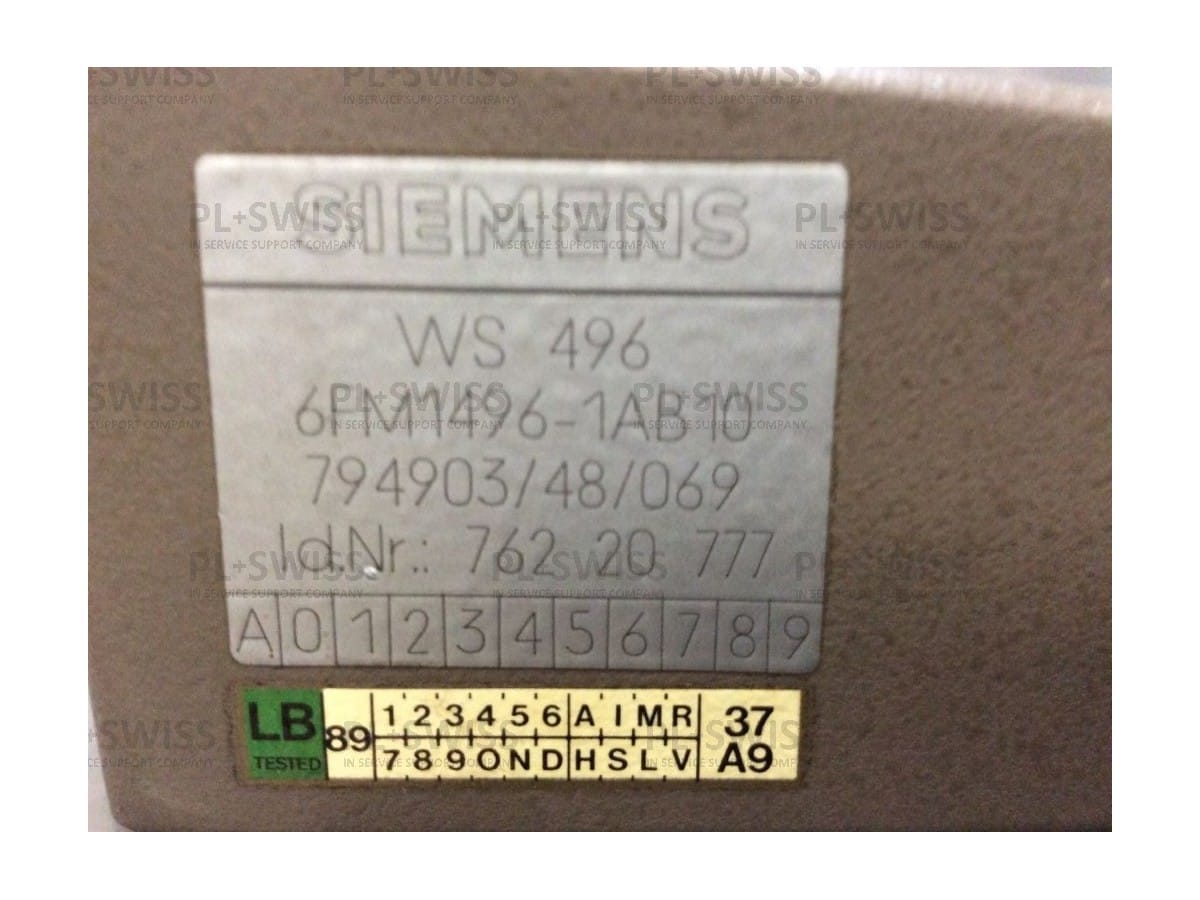 SIEMENS
WS 496
6FM1496-1AB10
794903/48/069
Id.Nr.: 762 20 777
A 0 1 2 3 4 5 6 7 8 9
LB TESTED 89
1 2 3 4 5 6 A I M R
7 8 9 O N D H S L V
37
A9
PL+SWISS
IN SERVICE SUPPORT COMPANY